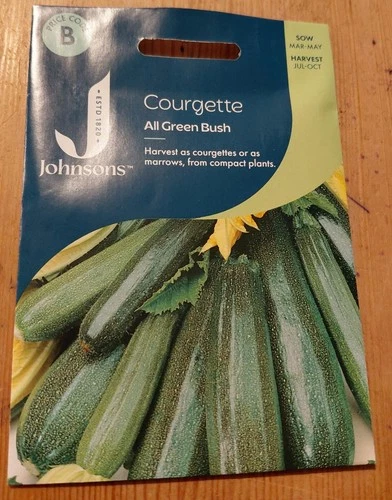 PRICE CODE
B
SOW
MAR-MAY
HARVEST
JUL-OCT
ESTD 1820
Johnsons™
Courgette
All Green Bush
Harvest as courgettes or as
marrows, from compact plants.